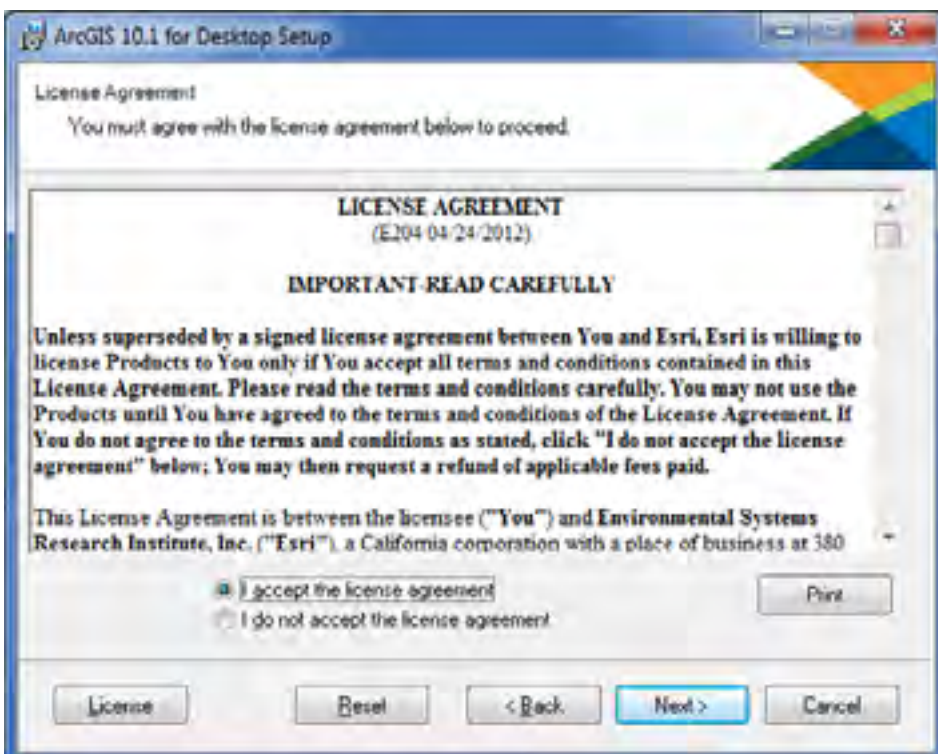 ArcGIS 10.1 for Desktop Setup
License Agreement
You must agree with the license agreement below to proceed.
LICENSE AGREEMENT
(E204 04/24/2012)
IMPORTANT-READ CAREFULLY
Unless superseded by a signed license agreement between You and Esri, Esri is willing to
license Products to You only if You accept all terms and conditions contained in this
License Agreement. Please read the terms and conditions carefully. You may not use the
Products until You have agreed to the terms and conditions of the License Agreement. If
You do not agree to the terms and conditions as stated, click "I do not accept the license
agreement" below; You may then request a refund of applicable fees paid.
This License Agreement is between the licensee ("You") and Environmental Systems
Research Institute, Inc. ("Esri"), a California corporation with a place of business at 380
I accept the license agreement
I do not accept the license agreement
Print
License
Reset
< Back
Next >
Cancel